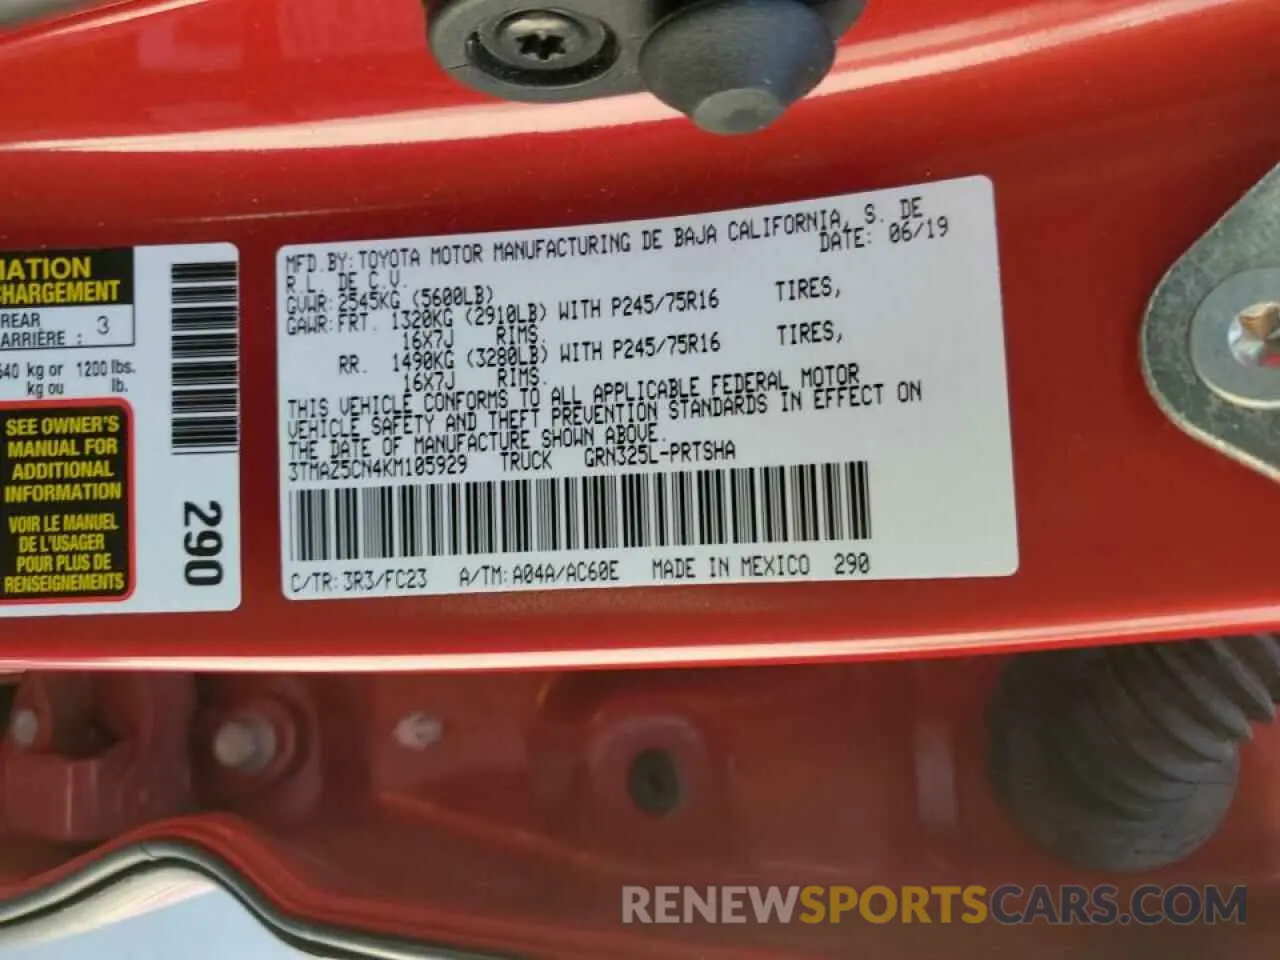 MATION
CHARGEMENT
REAR
ARRIÈRE : 3
640 kg or 1200 lbs.
kg ou lb.
SEE OWNER'S
MANUAL FOR
ADDITIONAL
INFORMATION
VOIR LE MANUEL
DE L'USAGER
POUR PLUS DE
RENSEIGNEMENTS
290
MFD.BY:TOYOTA MOTOR MANUFACTURING DE BAJA CALIFORNIA, S. DE
R.L. DE C.V. DATE: 06/19
GVWR:2545KG (5600LB)
GAWR:FRT. 1320KG (2910LB) WITH P245/75R16 TIRES,
16X7J RIMS.
RR. 1490KG (3280LB) WITH P245/75R16 TIRES,
16X7J RIMS.
THIS VEHICLE CONFORMS TO ALL APPLICABLE FEDERAL MOTOR
VEHICLE SAFETY AND THEFT PREVENTION STANDARDS IN EFFECT ON
THE DATE OF MANUFACTURE SHOWN ABOVE.
3TMAZ5CN4KM105929 TRUCK GRN325L-PRTSHA
C/TR:3R3/FC23 A/TM:A04A/AC60E MADE IN MEXICO 290
RENEWSPORTSCARS.COM